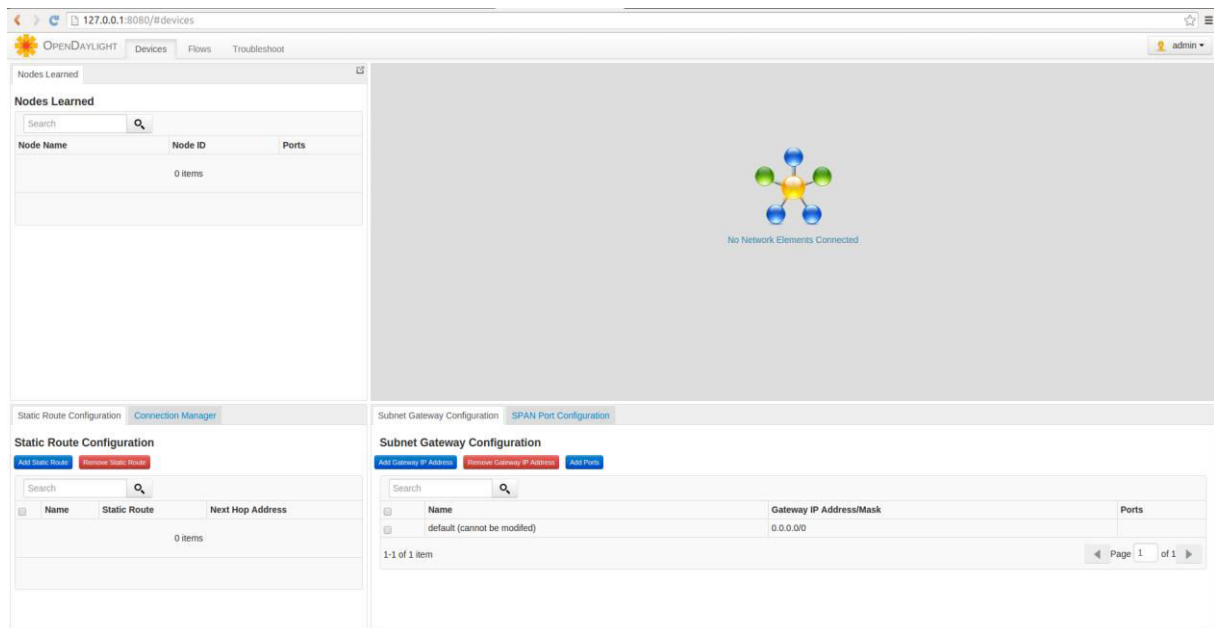 127.0.0.1:8080/#devices
OPENDAYLIGHT Devices Flows Troubleshoot admin
Nodes Learned
Nodes Learned
Search
Node Name Node ID Ports
0 items
No Network Elements Connected
Static Route Configuration Connection Manager
Static Route Configuration
Add Static Route Remove Static Route
Search
Name Static Route Next Hop Address
0 items
Subnet Gateway Configuration SPAN Port Configuration
Subnet Gateway Configuration
Add Gateway IP Address Remove Gateway IP Address Add Ports
Search
Name Gateway IP Address/Mask Ports
default (cannot be modifed) 0.0.0.0/0
1-1 of 1 item Page 1 of 1